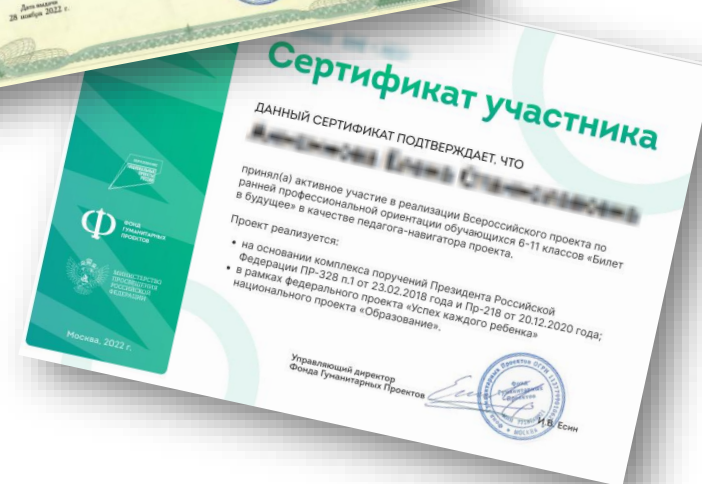 Дата выдачи
28 ноября 2022 г.
Сертификат участника
ДАННЫЙ СЕРТИФИКАТ ПОДТВЕРЖДАЕТ, ЧТО
принял(а) активное участие в реализации Всероссийского проекта по
ранней профессиональной ориентации обучающихся 6-11 классов «Билет
в будущее» в качестве педагога-навигатора проекта.
Проект реализуется:
• на основании комплекса поручений Президента Российской
Федерации ПР-328 п.1 от 23.02.2018 года и Пр-218 от 20.12.2020 года;
• в рамках федерального проекта «Успех каждого ребенка»
национального проекта «Образование».
Ф
ФОНД
ГУМАНИТАРНЫХ
ПРОЕКТОВ
МИНИСТЕРСТВО
ПРОСВЕЩЕНИЯ
РОССИЙСКОЙ
ФЕДЕРАЦИИ
Москва, 2022 г.
Управляющий директор
Фонда Гуманитарных Проектов
И.В. Есин